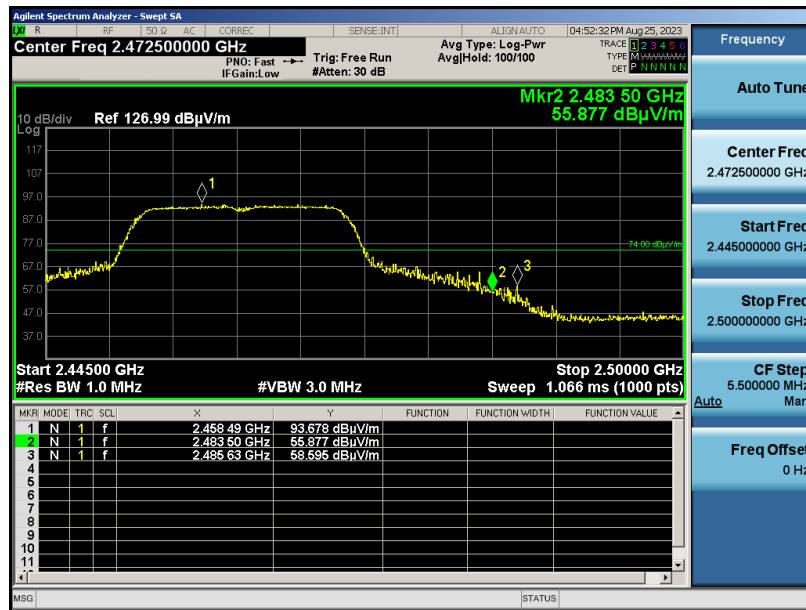 Agilent Spectrum Analyzer - Swept SA
LXI R RF 50 Ω AC CORREC SENSE:INT ALIGN AUTO 04:52:32 PM Aug 25, 2023
Center Freq 2.472500000 GHz
PNO: Fast
IFGain:Low
Trig: Free Run
#Atten: 30 dB
Avg Type: Log-Pwr
Avg|Hold: 100/100
TRACE 1 2 3 4 5 6
TYPE M
DET P N N N N N
Mkr2 2.483 50 GHz
55.877 dBµV/m
10 dB/div Ref 126.99 dBµV/m
Log
117
107
97.0
87.0
77.0
67.0
57.0
47.0
37.0
1
2
3
74.00 dBµV/m
Start 2.44500 GHz Stop 2.50000 GHz
#Res BW 1.0 MHz #VBW 3.0 MHz Sweep 1.066 ms (1000 pts)
MKR MODE TRC SCL X Y FUNCTION FUNCTION WIDTH FUNCTION VALUE
1 N 1 f 2.458 49 GHz 93.678 dBµV/m
2 N 1 f 2.483 50 GHz 55.877 dBµV/m
3 N 1 f 2.485 63 GHz 58.595 dBµV/m
4
5
6
7
8
9
10
11
MSG STATUS
Frequency
Auto Tune
Center Freq
2.472500000 GHz
Start Freq
2.445000000 GHz
Stop Freq
2.500000000 GHz
CF Step
5.500000 MHz
Auto Man
Freq Offset
0 Hz